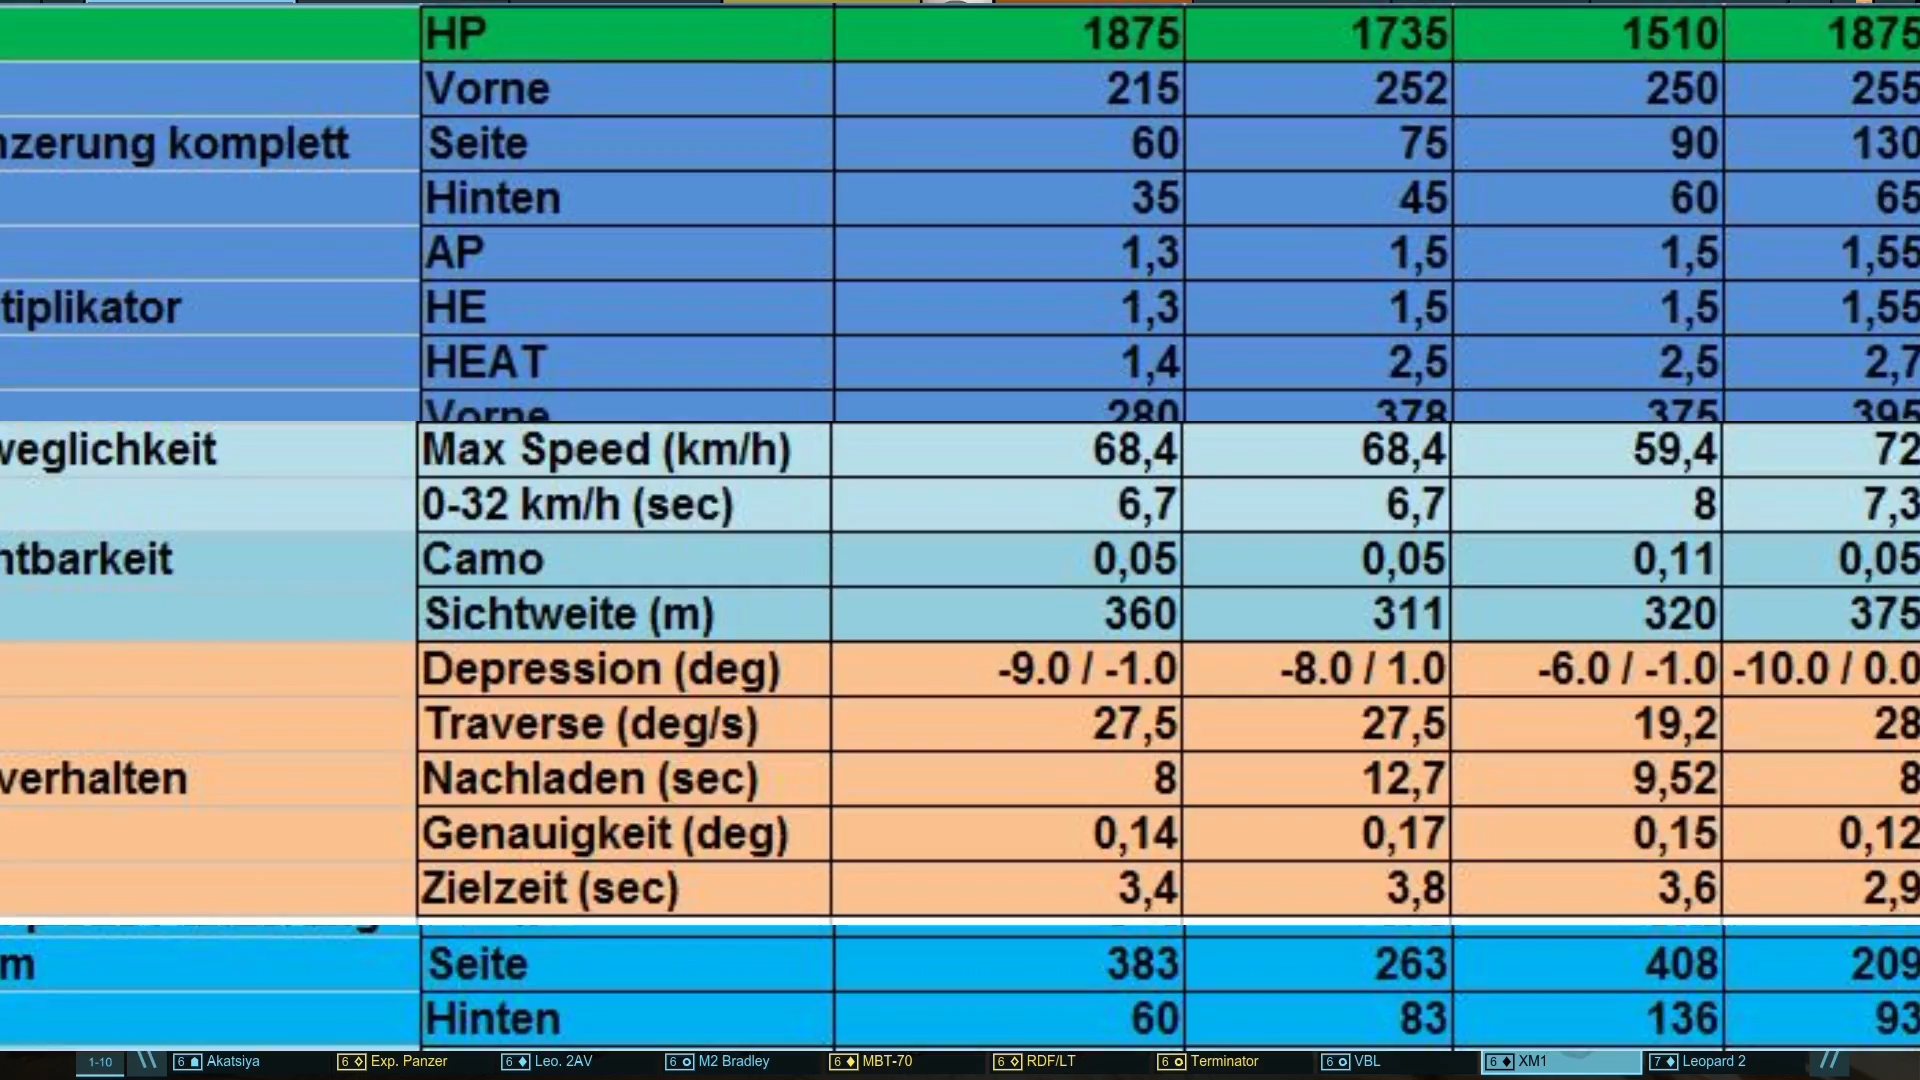 HP 1875 1735 1510 1875
Vorne 215 252 250 255
nzerung komplett Seite 60 75 90 130
Hinten 35 45 60 65
AP 1,3 1,5 1,5 1,55
tiplikator HE 1,3 1,5 1,5 1,55
HEAT 1,4 2,5 2,5 2,7
Vorne 280 378 375 395
weglichkeit Max Speed (km/h) 68,4 68,4 59,4 72
0-32 km/h (sec) 6,7 6,7 8 7,3
htbarkeit Camo 0,05 0,05 0,11 0,05
Sichtweite (m) 360 311 320 375
Depression (deg) -9.0 / -1.0 -8.0 / 1.0 -6.0 / -1.0 -10.0 / 0.0
Traverse (deg/s) 27,5 27,5 19,2 28
verhalten Nachladen (sec) 8 12,7 9,52 8
Genauigkeit (deg) 0,14 0,17 0,15 0,12
Zielzeit (sec) 3,4 3,8 3,6 2,9
m Seite 383 263 408 209
Hinten 60 83 136 93
1-10 6 Akatsiya 6 Exp. Panzer 6 Leo. 2AV 6 M2 Bradley 6 MBT-70 6 RDF/LT 6 Terminator 6 VBL 6 XM1 7 Leopard 2